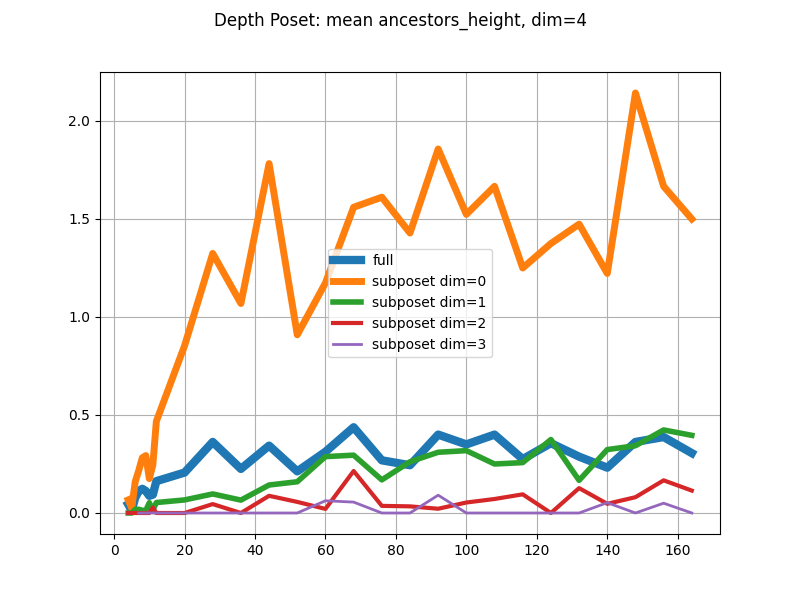 Depth Poset: mean ancestors_height, dim=4
2.0
1.5
1.0
0.5
0.0
full
subposet dim=0
subposet dim=1
subposet dim=2
subposet dim=3
0 20 40 60 80 100 120 140 160